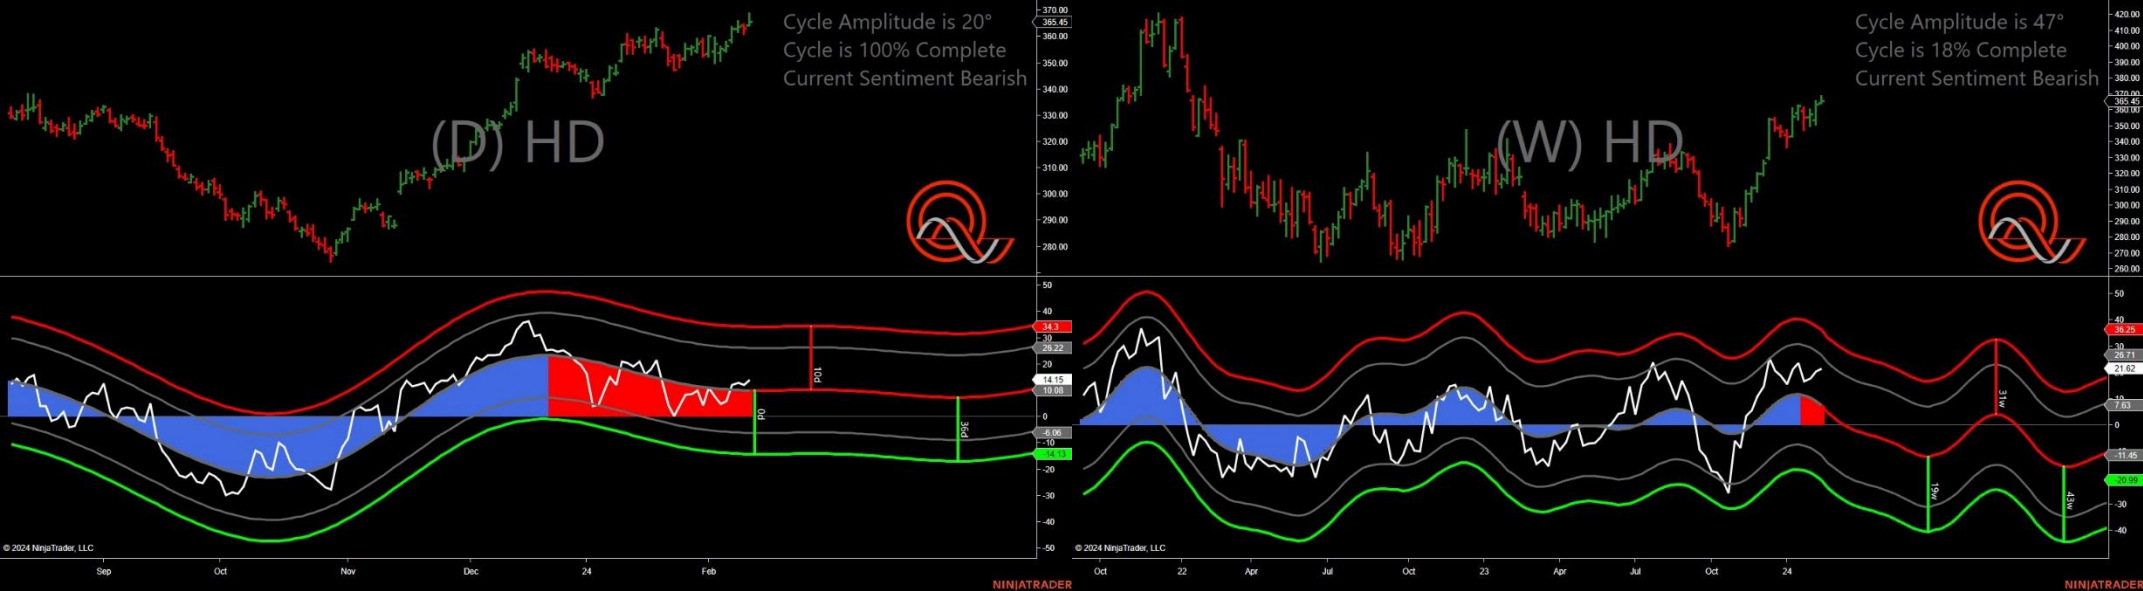 Cycle Amplitude is 20°
Cycle is 100% Complete
Current Sentiment Bearish
(D) HD
370.00
365.45
360.00
350.00
340.00
330.00
320.00
310.00
300.00
290.00
280.00
50
40
34.3
30
26.22
20
14.15
10.08
0
-6.06
-10
-14.13
-20
-30
-40
-50
10d
0d
36d
© 2024 NinjaTrader, LLC
Sep
Oct
Nov
Dec
24
Feb
NINJATRADER
Cycle Amplitude is 47°
Cycle is 18% Complete
Current Sentiment Bearish
(W) HD
420.00
410.00
400.00
390.00
380.00
370.00
365.45
360.00
350.00
340.00
330.00
320.00
310.00
300.00
290.00
280.00
270.00
260.00
50
40
36.25
30
26.71
21.62
7.63
0
-11.45
-20.99
-30
-40
31w
19w
43w
© 2024 NinjaTrader, LLC
Oct
22
Apr
Jul
Oct
23
Apr
Jul
Oct
24
NINJATRADER